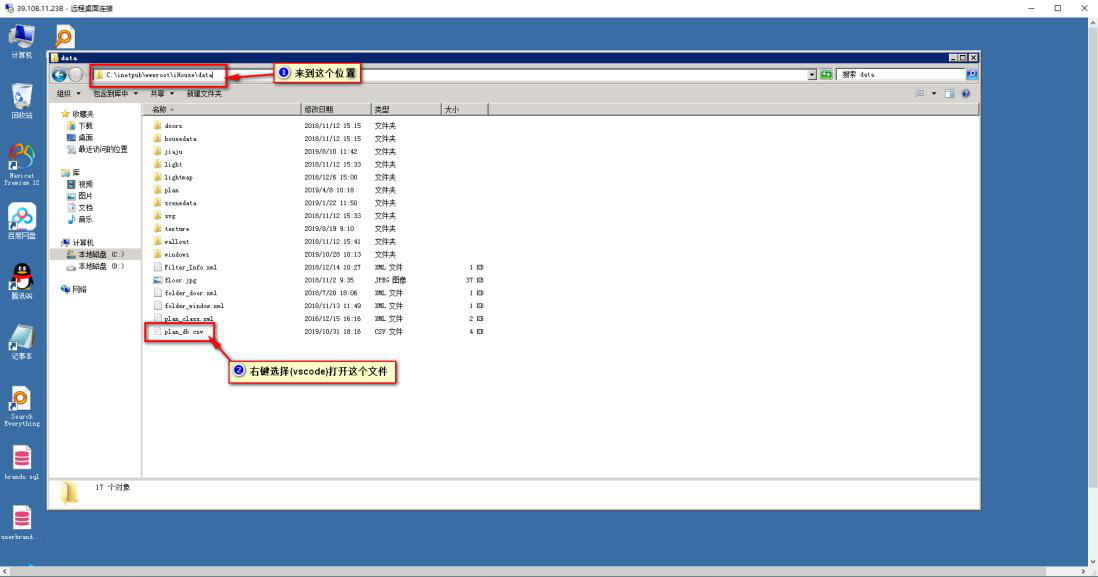 39.108.11.238 - 远程桌面连接
计算机
回收站
Navicat
Premium 12
百度网盘
腾讯QQ
记事本
Search
Everything
brands.sql
userbrand...
data
C:\inetpub\wwwroot\iHouse\data
1 来到这个位置
搜索 data
组织 包含到库中 共享 新建文件夹
收藏夹
下载
桌面
最近访问的位置
库
视频
图片
文档
音乐
计算机
本地磁盘 (C:)
本地磁盘 (D:)
网络
名称 修改日期 类型 大小
doors 2018/11/12 15:15 文件夹
housedata 2018/11/12 15:15 文件夹
jiaju 2019/8/10 11:42 文件夹
light 2018/11/12 15:33 文件夹
lightmap 2018/12/6 15:00 文件夹
plan 2019/4/8 10:18 文件夹
scenedata 2019/1/22 11:50 文件夹
svg 2018/11/12 15:33 文件夹
texture 2019/8/19 9:10 文件夹
wallout 2018/11/12 15:41 文件夹
windows 2019/10/28 10:13 文件夹
Filter_Info.xml 2018/12/14 10:27 XML 文件 1 KB
floor.jpg 2018/11/2 9:35 JPEG 图像 37 KB
folder_door.xml 2018/7/20 18:06 XML 文件 1 KB
folder_window.xml 2018/11/13 11:49 XML 文件 1 KB
plan_class.xml 2016/12/15 16:16 XML 文件 2 KB
plan_db.csv 2019/10/31 18:16 CSV 文件 4 KB
2 右键选择(vscode)打开这个文件
17 个对象